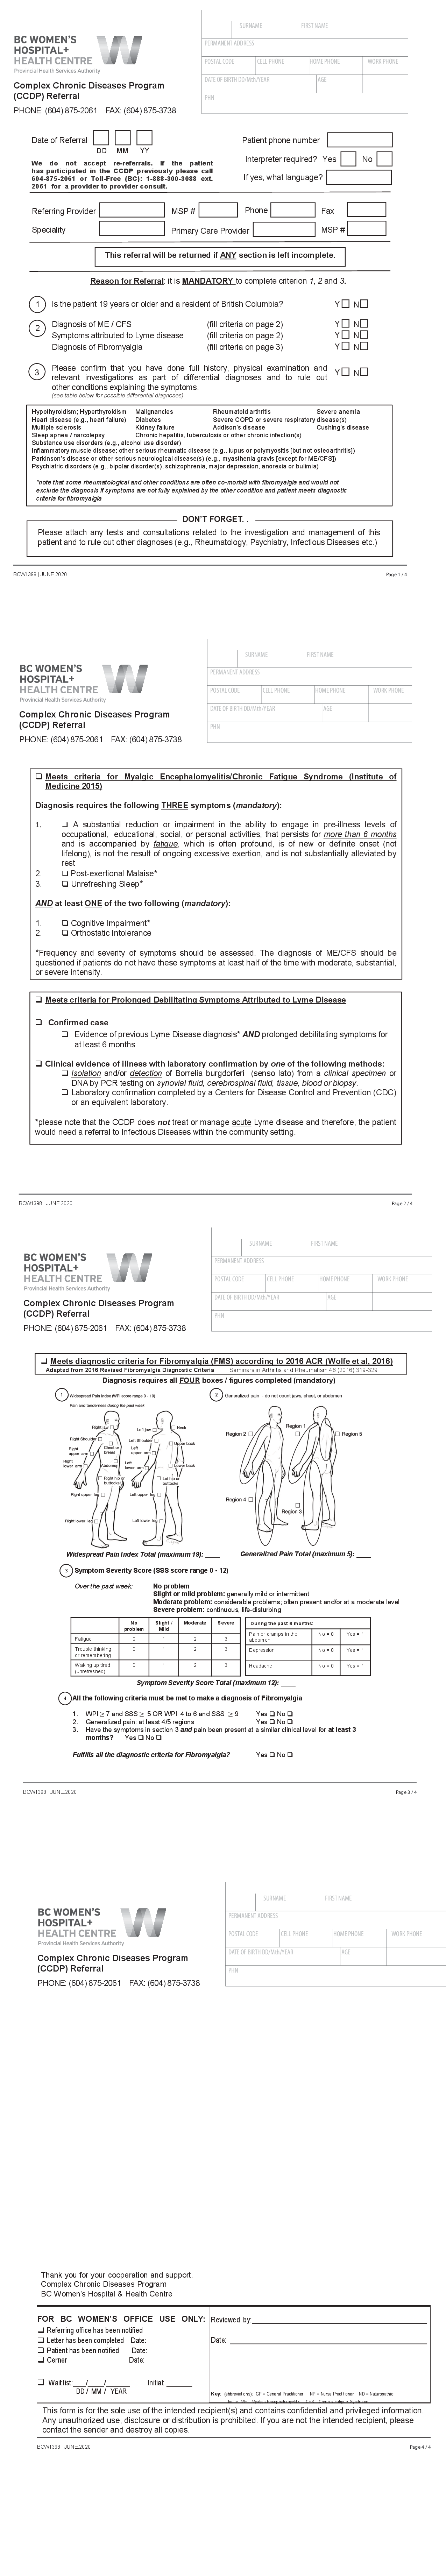 BC WOMEN'S
HOSPITAL+
HEALTH CENTRE
Provincial Health Services Authority
Complex Chronic Diseases Program
(CCDP) Referral
PHONE: (604) 875-2061 FAX: (604) 875-3738
SURNAME FIRST NAME
PERMANENT ADDRESS
POSTAL CODE CELL PHONE HOME PHONE WORK PHONE
DATE OF BIRTH DD/Mth/YEAR AGE
PHN
Date of Referral
DD MM YY
We do not accept re-referrals. If the patient
has participated in the CCDP previously please call
604-875-2061 or Toll-Free (BC): 1-888-300-3088 ext.
2061 for a provider to provider consult.
Patient phone number
Interpreter required? Yes No
If yes, what language?
Referring Provider MSP # Phone Fax
Speciality Primary Care Provider MSP #
This referral will be returned if ANY section is left incomplete.
Reason for Referral: it is MANDATORY to complete criterion 1, 2 and 3.
1 Is the patient 19 years or older and a resident of British Columbia? Y ☐ N☐
2 Diagnosis of ME / CFS (fill criteria on page 2) Y ☐ N☐
Symptoms attributed to Lyme disease (fill criteria on page 2) Y ☐ N☐
Diagnosis of Fibromyalgia (fill criteria on page 3) Y ☐ N☐
3 Please confirm that you have done full history, physical examination and Y ☐ N☐
relevant investigations as part of differential diagnoses and to rule out
other conditions explaining the symptoms.
(see table below for possible differential diagnoses)
Hypothyroidism; Hyperthyroidism Malignancies Rheumatoid arthritis Severe anemia
Heart disease (e.g., heart failure) Diabetes Severe COPD or severe respiratory disease(s)
Multiple sclerosis Kidney failure Addison's disease Cushing's disease
Sleep apnea / narcolepsy Chronic hepatitis, tuberculosis or other chronic infection(s)
Substance use disorders (e.g., alcohol use disorder)
Inflammatory muscle disease; other serious rheumatic disease (e.g., lupus or polymyositis [but not osteoarthritis])
Parkinson's disease or other serious neurological disease(s) (e.g., myasthenia gravis [except for ME/CFS])
Psychiatric disorders (e.g., bipolar disorder(s), schizophrenia, major depression, anorexia or bulimia)
*note that some rheumatological and other conditions are often co-morbid with fibromyalgia and would not
exclude the diagnosis if symptoms are not fully explained by the other condition and patient meets diagnostic
criteria for fibromyalgia
DON'T FORGET. .
Please attach any tests and consultations related to the investigation and management of this
patient and to rule out other diagnoses (e.g., Rheumatology, Psychiatry, Infectious Diseases etc.)
BCW1398 | JUNE.2020 Page 1 / 4
BC WOMEN'S
HOSPITAL+
HEALTH CENTRE
Provincial Health Services Authority
Complex Chronic Diseases Program
(CCDP) Referral
PHONE: (604) 875-2061 FAX: (604) 875-3738
SURNAME FIRST NAME
PERMANENT ADDRESS
POSTAL CODE CELL PHONE HOME PHONE WORK PHONE
DATE OF BIRTH DD/Mth/YEAR AGE
PHN
❑ Meets criteria for Myalgic Encephalomyelitis/Chronic Fatigue Syndrome (Institute of
Medicine 2015)
Diagnosis requires the following THREE symptoms (mandatory):
1. ❑ A substantial reduction or impairment in the ability to engage in pre-illness levels of
occupational, educational, social, or personal activities, that persists for more than 6 months
and is accompanied by fatigue, which is often profound, is of new or definite onset (not
lifelong), is not the result of ongoing excessive exertion, and is not substantially alleviated by
rest
2. ❑ Post-exertional Malaise*
3. ❑ Unrefreshing Sleep*
AND at least ONE of the two following (mandatory):
1. ❑ Cognitive Impairment*
2. ❑ Orthostatic Intolerance
*Frequency and severity of symptoms should be assessed. The diagnosis of ME/CFS should be
questioned if patients do not have these symptoms at least half of the time with moderate, substantial,
or severe intensity.
❑ Meets criteria for Prolonged Debilitating Symptoms Attributed to Lyme Disease
❑ Confirmed case
❑ Evidence of previous Lyme Disease diagnosis* AND prolonged debilitating symptoms for
at least 6 months
❑ Clinical evidence of illness with laboratory confirmation by one of the following methods:
❑ Isolation and/or detection of Borrelia burgdorferi (senso lato) from a clinical specimen or
DNA by PCR testing on synovial fluid, cerebrospinal fluid, tissue, blood or biopsy.
❑ Laboratory confirmation completed by a Centers for Disease Control and Prevention (CDC)
or an equivalent laboratory.
*please note that the CCDP does not treat or manage acute Lyme disease and therefore, the patient
would need a referral to Infectious Diseases within the community setting.
BCW1398 | JUNE.2020 Page 2 / 4
BC WOMEN'S
HOSPITAL+
HEALTH CENTRE
Provincial Health Services Authority
Complex Chronic Diseases Program
(CCDP) Referral
PHONE: (604) 875-2061 FAX: (604) 875-3738
SURNAME FIRST NAME
PERMANENT ADDRESS
POSTAL CODE CELL PHONE HOME PHONE WORK PHONE
DATE OF BIRTH DD/Mth/YEAR AGE
PHN
❑ Meets diagnostic criteria for Fibromyalgia (FMS) according to 2016 ACR (Wolfe et al, 2016)
Adapted from 2016 Revised Fibromyalgia Diagnostic Criteria Seminars in Arthritis and Rheumatism 46 (2016) 319-329
Diagnosis requires all FOUR boxes / figures completed (mandatory)
1 Widespread Pain Index (WPI score range 0 - 19)
Pain and tenderness during the past week
2 Generalized pain - do not count jaws, chest, or abdomen
Right jaw Left jaw Neck
Right Shoulder Left Shoulder Upper back
Right upper arm Chest or breast Left upper arm
Right lower arm Abdomen Left lower arm Lower back
Right hip or buttocks Left hip or buttocks
Right upper leg Left upper leg
Right lower leg Left lower leg
Region 1
Region 2 Region 5
Region 4
Region 3
Widespread Pain Index Total (maximum 19): ____ Generalized Pain Total (maximum 5): ____
3 Symptom Severity Score (SSS score range 0 - 12)
Over the past week: No problem
Slight or mild problem: generally mild or intermittent
Moderate problem: considerable problems; often present and/or at a moderate level
Severe problem: continuous, life-disturbing
No problem Slight / Mild Moderate Severe
Fatigue 0 1 2 3
Trouble thinking or remembering 0 1 2 3
Waking up tired (unrefreshed) 0 1 2 3
During the past 6 months:
Pain or cramps in the abdomen No = 0 Yes = 1
Depression No = 0 Yes = 1
Headache No = 0 Yes = 1
Symptom Severity Score Total (maximum 12): ____
4 All the following criteria must be met to make a diagnosis of Fibromyalgia
1. WPI ≥ 7 and SSS ≥ 5 OR WPI 4 to 6 and SSS ≥ 9 Yes ❑ No ❑
2. Generalized pain: at least 4/5 regions Yes ❑ No ❑
3. Have the symptoms in section 3 and pain been present at a similar clinical level for at least 3
months? Yes ❑ No ❑
Fulfills all the diagnostic criteria for Fibromyalgia? Yes ❑ No ❑
BCW1398 | JUNE.2020 Page 3 / 4
BC WOMEN'S
HOSPITAL+
HEALTH CENTRE
Provincial Health Services Authority
Complex Chronic Diseases Program
(CCDP) Referral
PHONE: (604) 875-2061 FAX: (604) 875-3738
SURNAME FIRST NAME
PERMANENT ADDRESS
POSTAL CODE CELL PHONE HOME PHONE WORK PHONE
DATE OF BIRTH DD/Mth/YEAR AGE
PHN
Thank you for your cooperation and support.
Complex Chronic Diseases Program
BC Women's Hospital & Health Centre
FOR BC WOMEN'S OFFICE USE ONLY:
❑ Referring office has been notified
❑ Letter has been completed Date:
❑ Patient has been notified Date:
❑ Cerner Date:
❑ Wait list:____/____/______ Initial: _______
DD / MM / YEAR
Reviewed by:
Date:
Key: (abbreviations): GP = General Practitioner NP = Nurse Practitioner ND = Naturopathic
Doctor ME = Myalgic Encephalomyelitis CFS = Chronic Fatigue Syndrome
This form is for the sole use of the intended recipient(s) and contains confidential and privileged information.
Any unauthorized use, disclosure or distribution is prohibited. If you are not the intended recipient, please
contact the sender and destroy all copies.
BCW1398 | JUNE.2020 Page 4 / 4